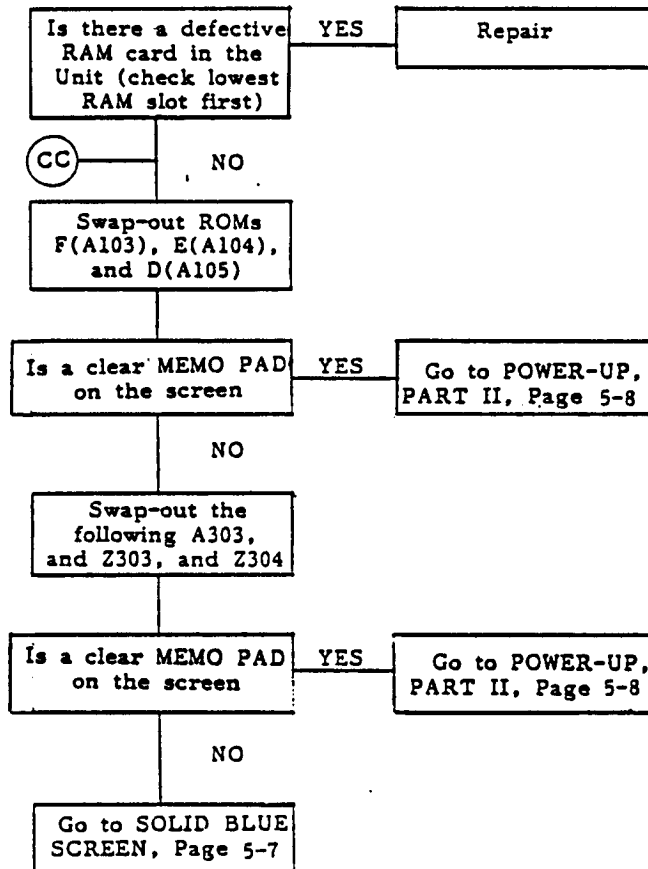 Is there a defective
RAM card in the
Unit (check lowest
RAM slot first)
YES
Repair
CC
NO
Swap-out ROMs
F(A103), E(A104),
and D(A105)
Is a clear MEMO PAD
on the screen
YES
Go to POWER-UP,
PART II, Page 5-8
NO
Swap-out the
following A303,
and Z303, and Z304
Is a clear MEMO PAD
on the screen
YES
Go to POWER-UP,
PART II, Page 5-8
NO
Go to SOLID BLUE
SCREEN, Page 5-7